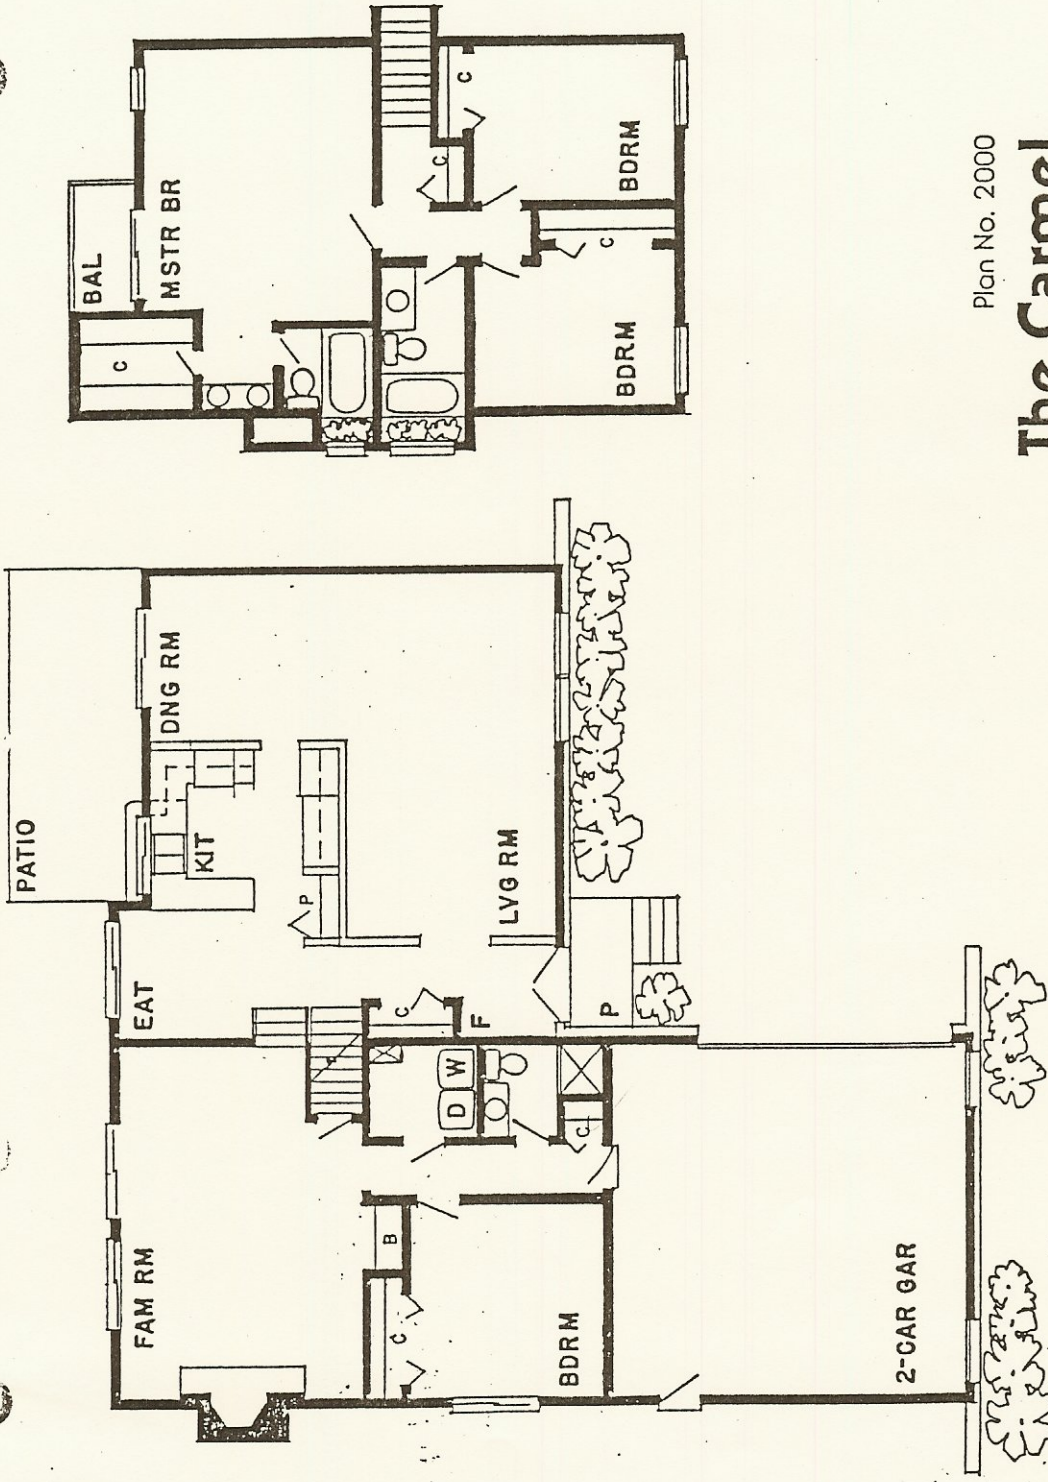 Plan No. 2000
The Carmel
BAL
MSTR BR
C
C
C
BDRM
C
BDRM
PATIO
DNG RM
KIT
P
LVG RM
EAT
C
F
P
W
D
C
FAM RM
B
C
BDRM
2-CAR GAR